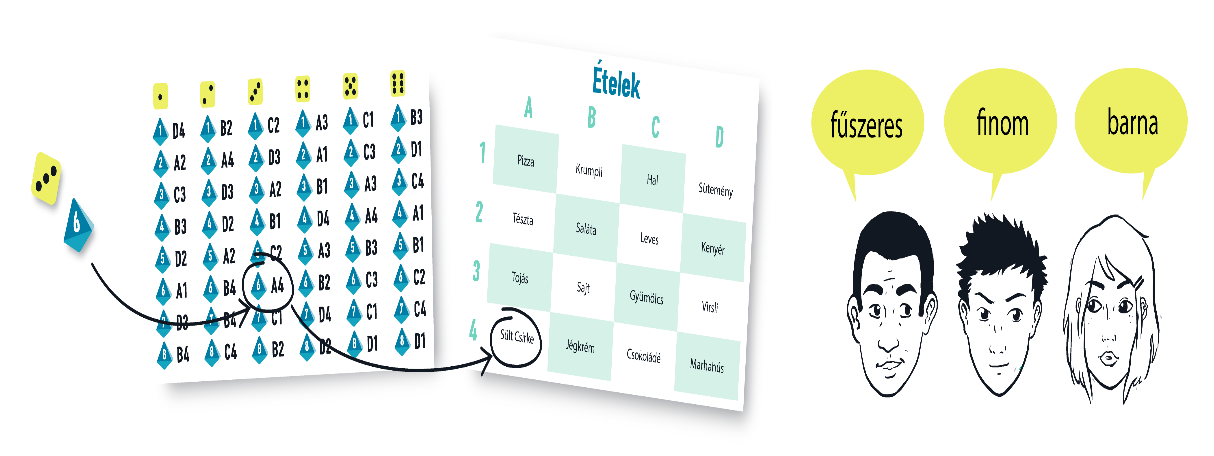 1 D4 1 B2 1 C2 1 A3 1 C1 1 B3
2 A2 2 A4 2 D3 2 A1 2 C3 2 D1
3 C3 3 D3 3 A2 3 B1 3 A3 3 C4
4 B3 4 D2 4 B1 4 D4 4 A4 4 A1
5 D2 5 A2 5 C2 5 A3 5 B3 5 B1
6 A1 6 B4 6 A4 6 B2 6 C3 6 C2
7 D3 7 B4 7 C1 7 D4 7 C1 7 C4
8 B4 8 C4 8 B2 8 D2 8 D1 8 D1
6
Ételek
A B C D
1 Pizza Krumpli Hal Sütemény
2 Tészta Saláta Leves Kenyér
3 Tojás Sajt Gyümölcs Virsli
4 Sült Csirke Jégkrém Csokoládé Marhahús
fűszeres
finom
barna